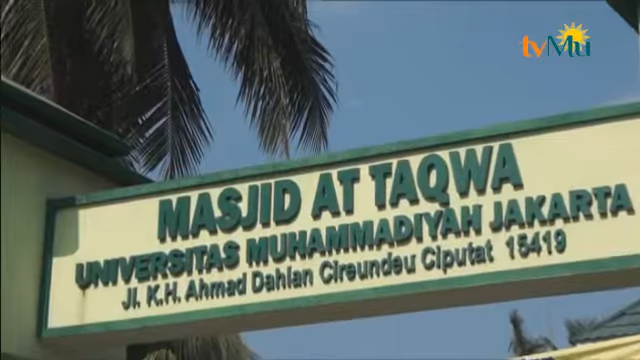 tvMu
MASJID AT TAQWA
UNIVERSITAS MUHAMMADIYAH JAKARTA
Jl. K.H. Ahmad Dahlan Cireundeu Ciputat 15419